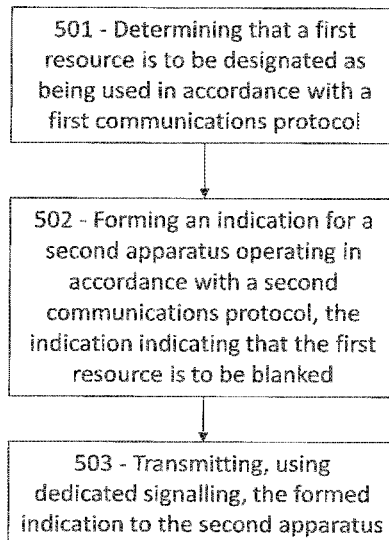 501 - Determining that a first
resource is to be designated as
being used in accordance with a
first communications protocol
502 - Forming an indication for a
second apparatus operating in
accordance with a second
communications protocol, the
indication indicating that the first
resource is to be blanked
503 - Transmitting, using
dedicated signalling, the formed
indication to the second apparatus